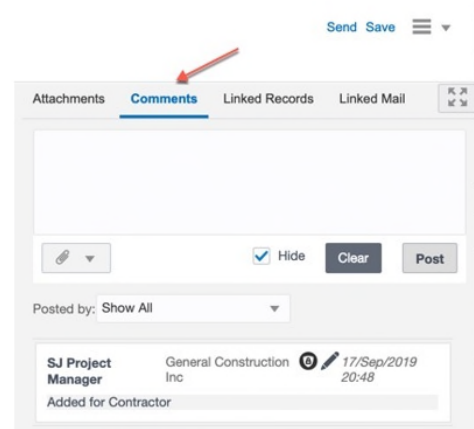 Send Save
Attachments Comments Linked Records Linked Mail
Hide Clear Post
Posted by: Show All
SJ Project General Construction 17/Sep/2019
Manager Inc 20:48
Added for Contractor